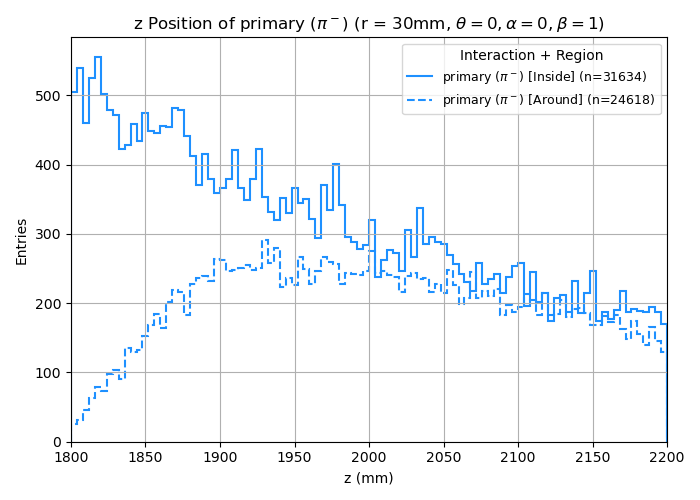 z Position of primary (π⁻) (r = 30mm, θ = 0, α = 0, β = 1)
Interaction + Region
primary (π⁻) [Inside] (n=31634)
primary (π⁻) [Around] (n=24618)
Entries
500
400
300
200
100
0
1800 1850 1900 1950 2000 2050 2100 2150 2200
z (mm)